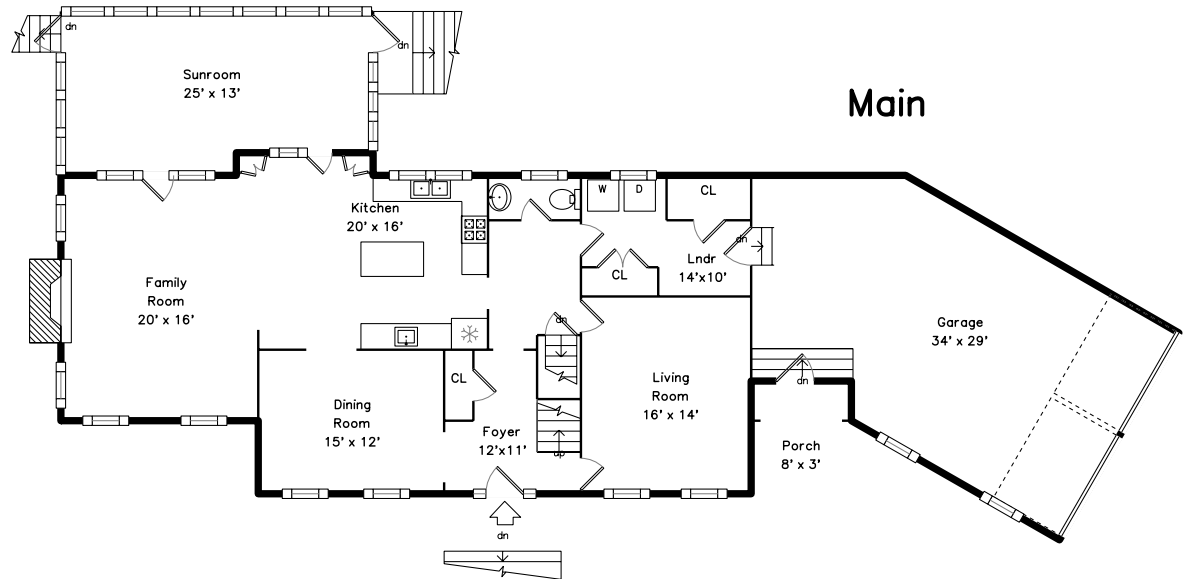 dn
dn
Sunroom
25' x 13'
Main
Kitchen
20' x 16'
W
D
CL
dn
Lndr
14'x10'
CL
Family
Room
20' x 16'
dn
Garage
34' x 29'
CL
Living
Room
16' x 14'
dn
Dining
Room
15' x 12'
Foyer
12'x11'
up
Porch
8' x 3'
dn